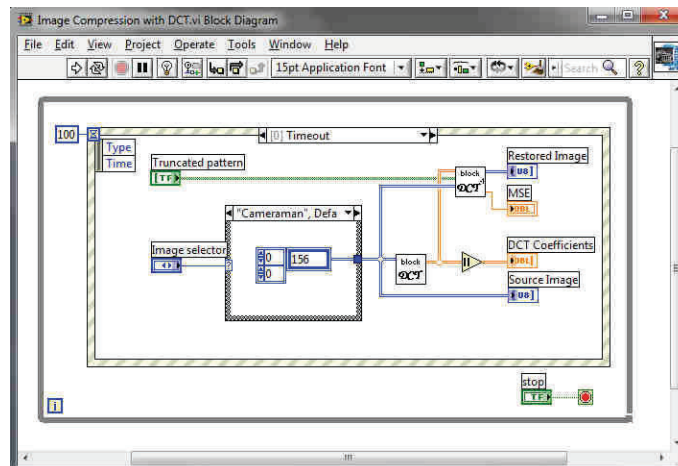 Image Compression with DCT.vi Block Diagram
File Edit View Project Operate Tools Window Help
15pt Application Font Search
100
[0] Timeout
Type
Time
Truncated pattern
TF
block
DCT-1
Restored Image
[U8]
MSE
DBL
"Cameraman", Defa
Image selector
0
0
156
block
DCT
DCT Coefficients
DBL]
Source Image
[U8]
stop
TF
i